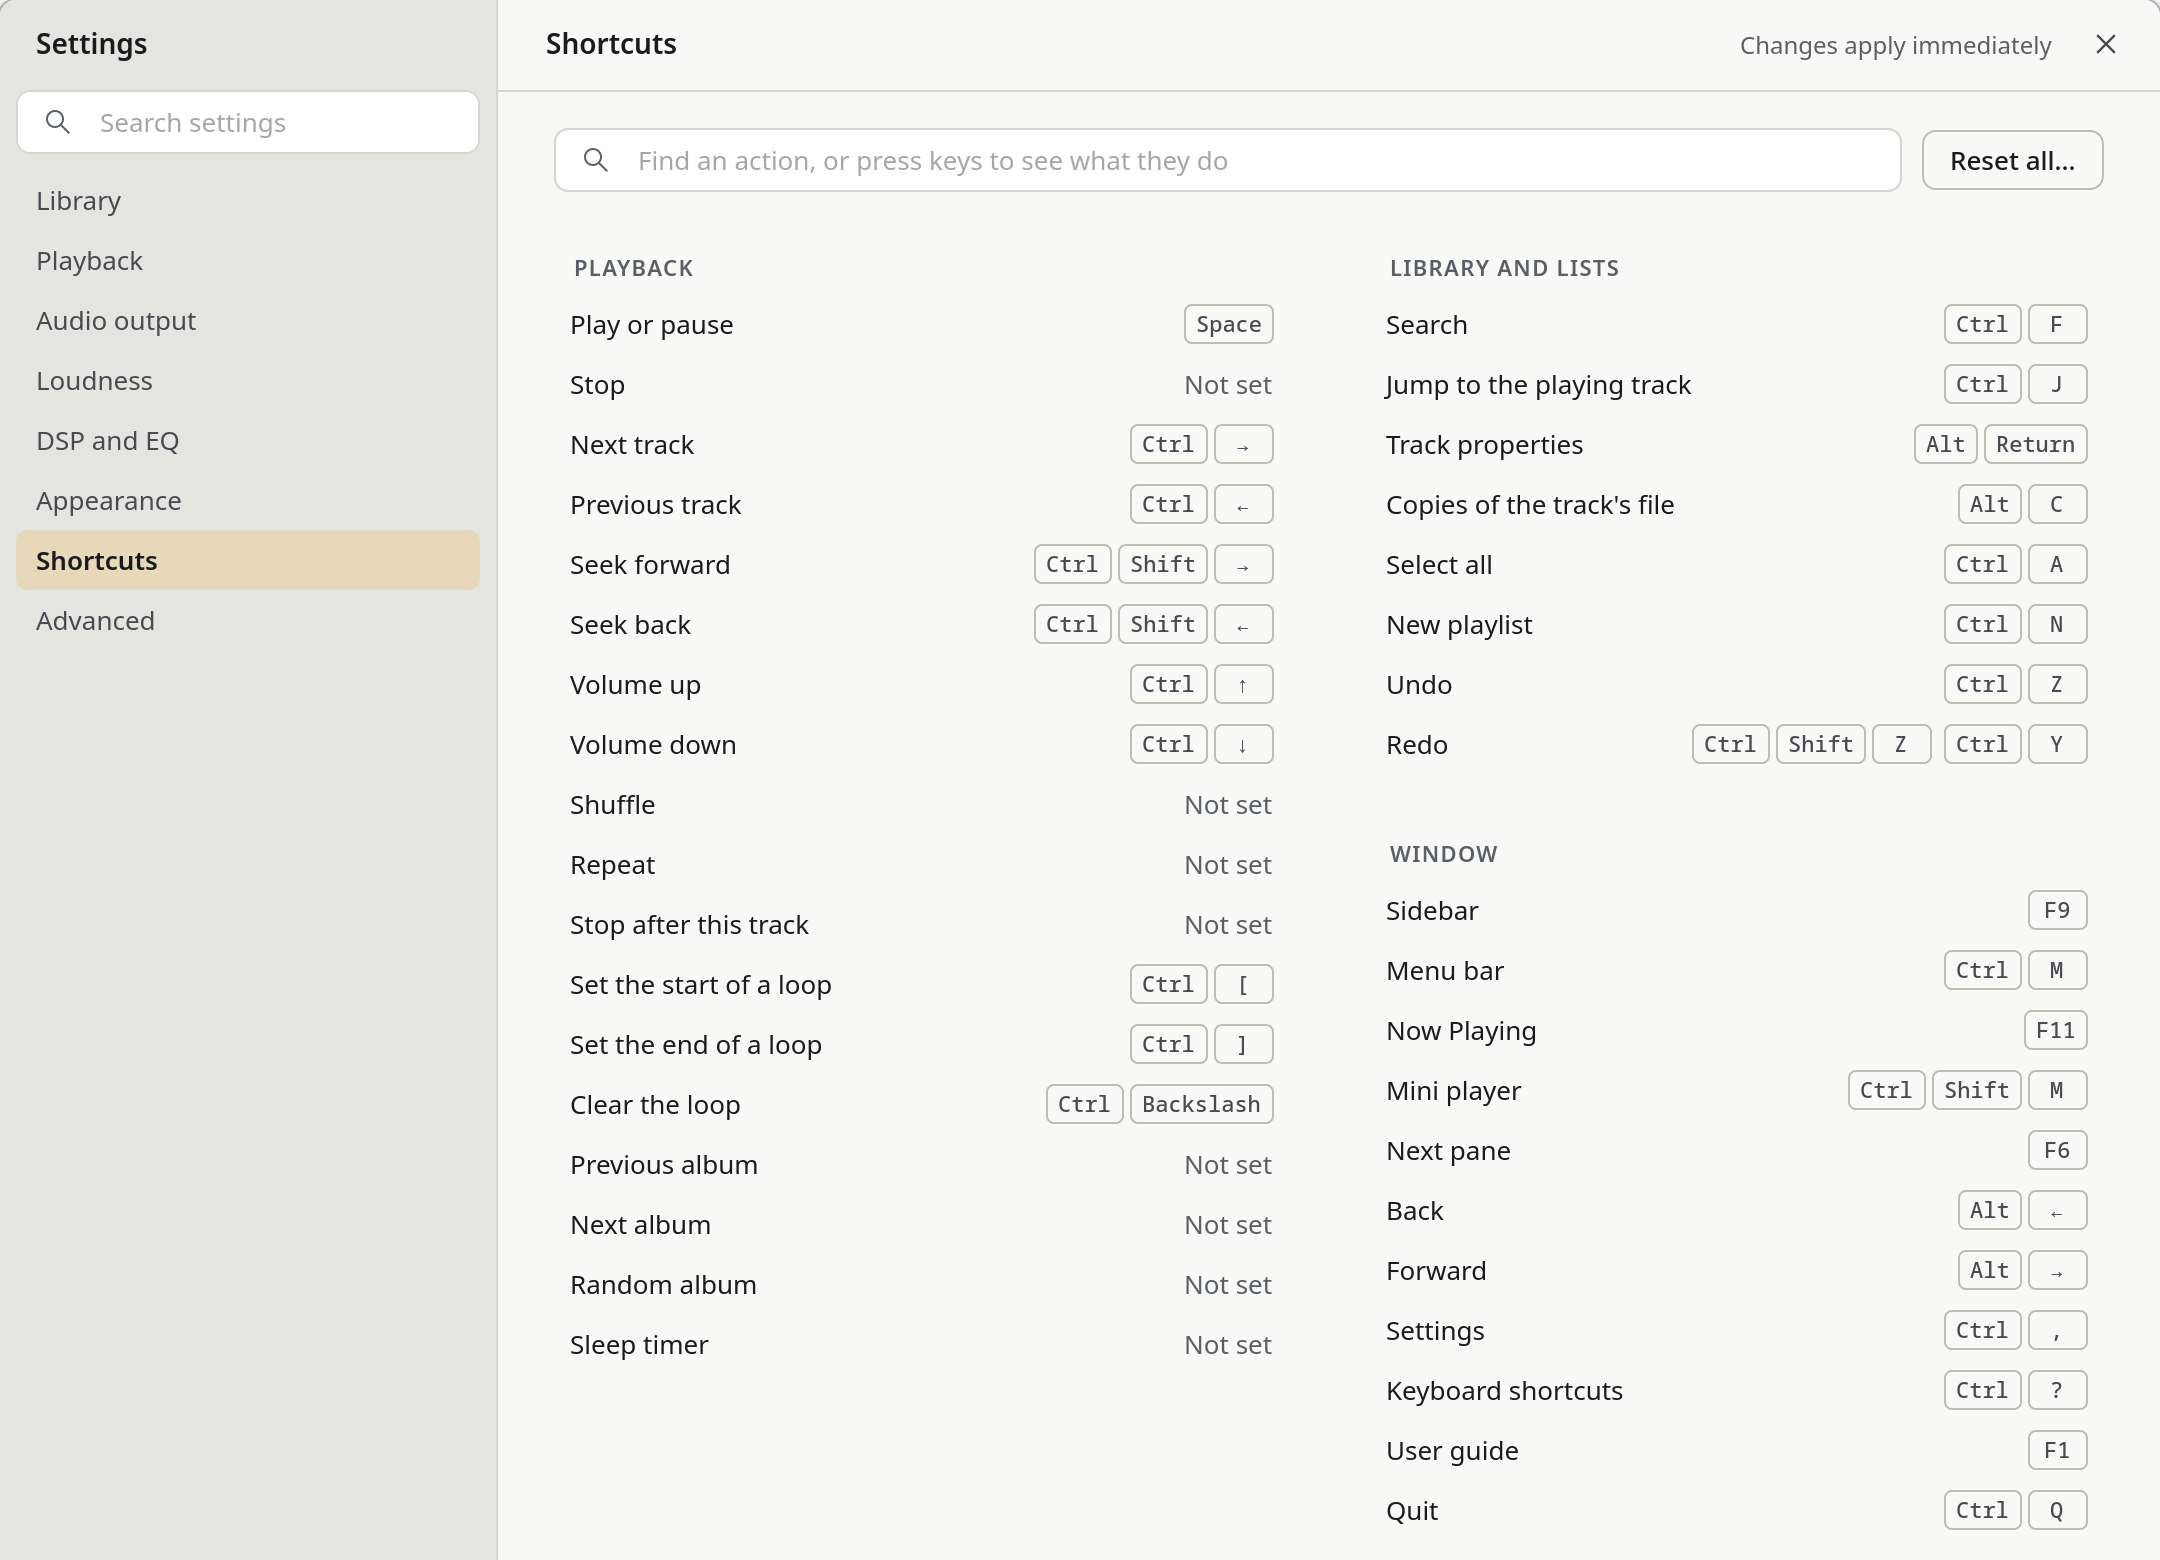 Settings
Search settings
Library
Playback
Audio output
Loudness
DSP and EQ
Appearance
Shortcuts
Advanced
Shortcuts
Changes apply immediately
Find an action, or press keys to see what they do
Reset all...
PLAYBACK
Play or pause Space
Stop Not set
Next track Ctrl →
Previous track Ctrl ←
Seek forward Ctrl Shift →
Seek back Ctrl Shift ←
Volume up Ctrl ↑
Volume down Ctrl ↓
Shuffle Not set
Repeat Not set
Stop after this track Not set
Set the start of a loop Ctrl [
Set the end of a loop Ctrl ]
Clear the loop Ctrl Backslash
Previous album Not set
Next album Not set
Random album Not set
Sleep timer Not set
LIBRARY AND LISTS
Search Ctrl F
Jump to the playing track Ctrl J
Track properties Alt Return
Copies of the track's file Alt C
Select all Ctrl A
New playlist Ctrl N
Undo Ctrl Z
Redo Ctrl Shift Z Ctrl Y
WINDOW
Sidebar F9
Menu bar Ctrl M
Now Playing F11
Mini player Ctrl Shift M
Next pane F6
Back Alt ←
Forward Alt →
Settings Ctrl ,
Keyboard shortcuts Ctrl ?
User guide F1
Quit Ctrl Q